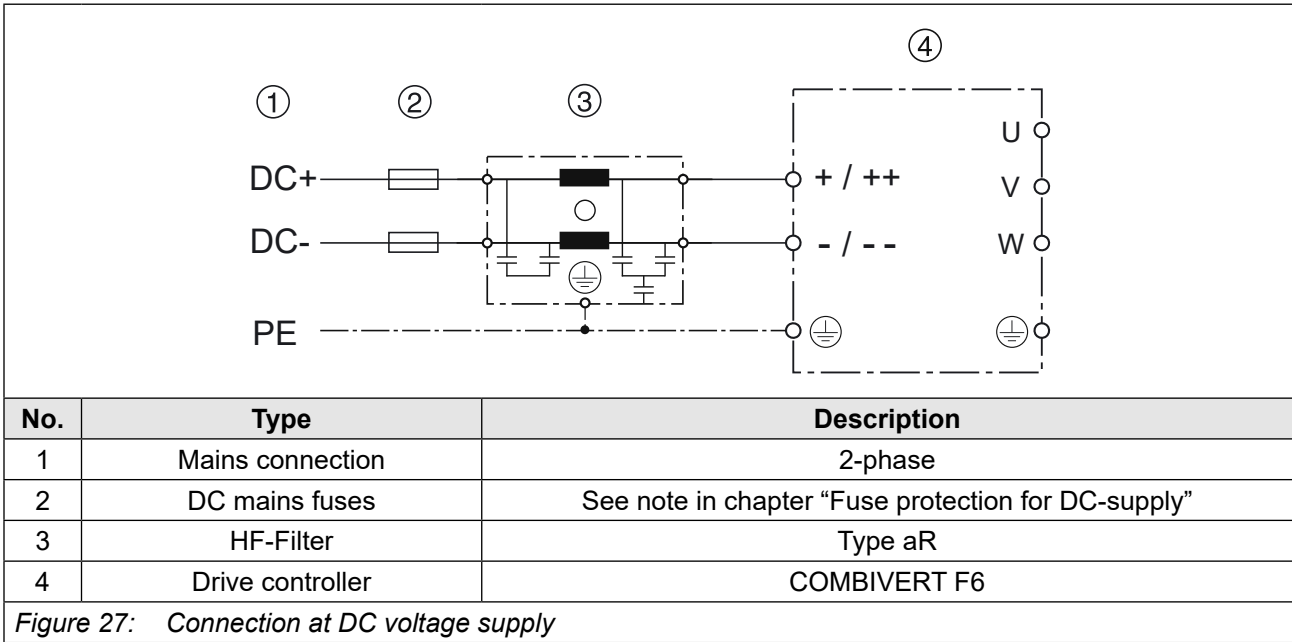 ④
① ② ③
U
DC+ + / ++ V
DC- - / - - W
PE
No. Type Description
1 Mains connection 2-phase
2 DC mains fuses See note in chapter “Fuse protection for DC-supply”
3 HF-Filter Type aR
4 Drive controller COMBIVERT F6
Figure 27: Connection at DC voltage supply